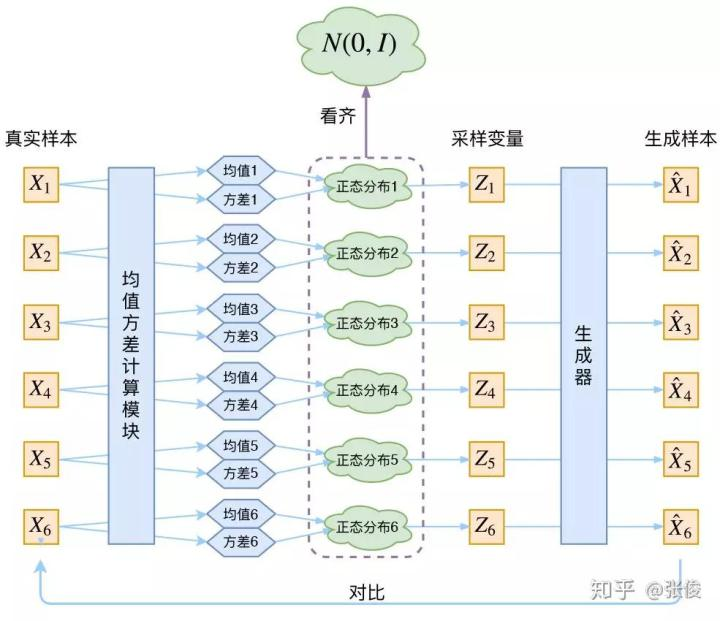 N(0, I)
看齐
真实样本
采样变量
生成样本
X₁
均值1
方差1
正态分布1
Z₁
X̂₁
X₂
均值2
方差2
正态分布2
Z₂
X̂₂
均值方差计算模块
生成器
X₃
均值3
方差3
正态分布3
Z₃
X̂₃
X₄
均值4
方差4
正态分布4
Z₄
X̂₄
X₅
均值5
方差5
正态分布5
Z₅
X̂₅
X₆
均值6
方差6
正态分布6
Z₆
X̂₆
对比
知乎 @张俊